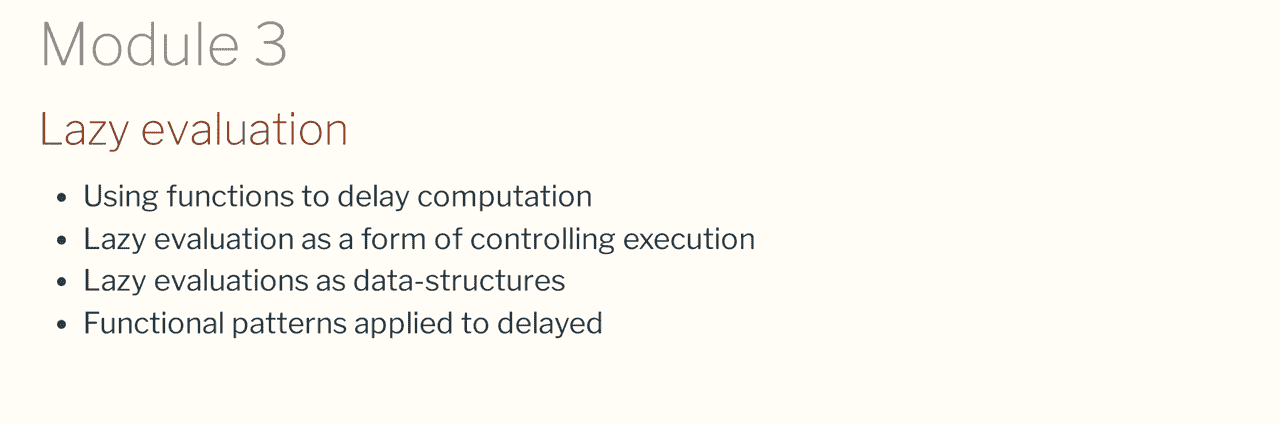 Module 3
Lazy evaluation
• Using functions to delay computation
• Lazy evaluation as a form of controlling execution
• Lazy evaluations as data-structures
• Functional patterns applied to delayed